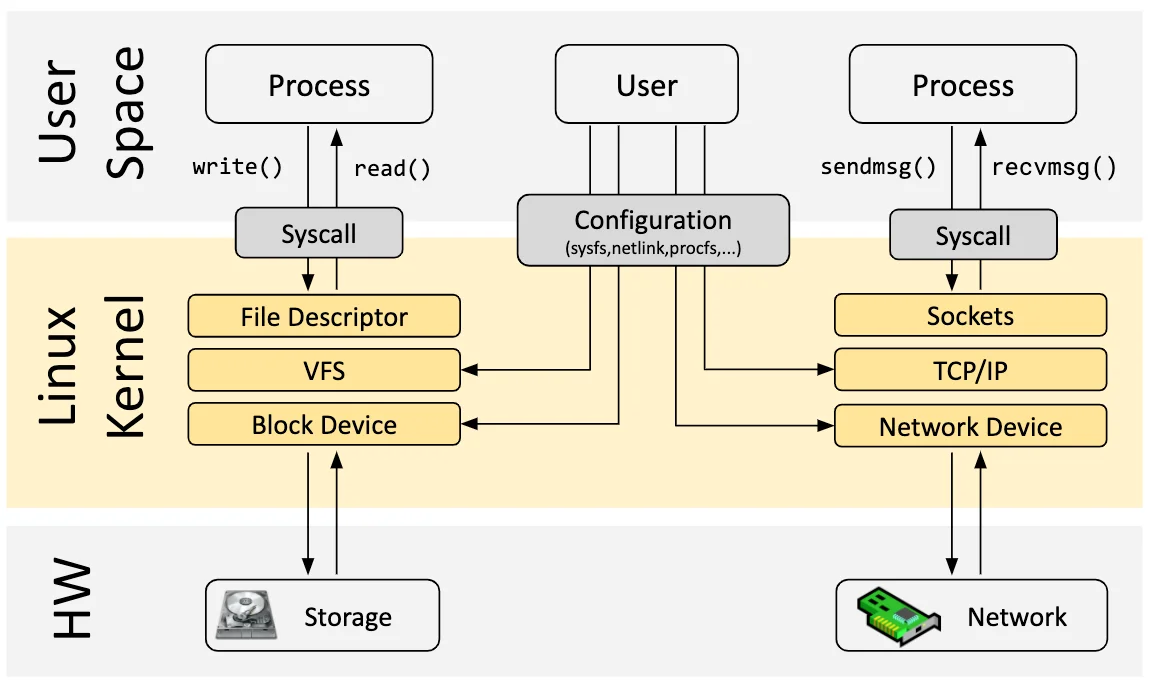 User
Space
Process
User
Process
write()
read()
sendmsg()
recvmsg()
Syscall
Configuration
(sysfs,netlink,procfs,...)
Syscall
Linux
Kernel
File Descriptor
VFS
Block Device
Sockets
TCP/IP
Network Device
HW
Storage
Network